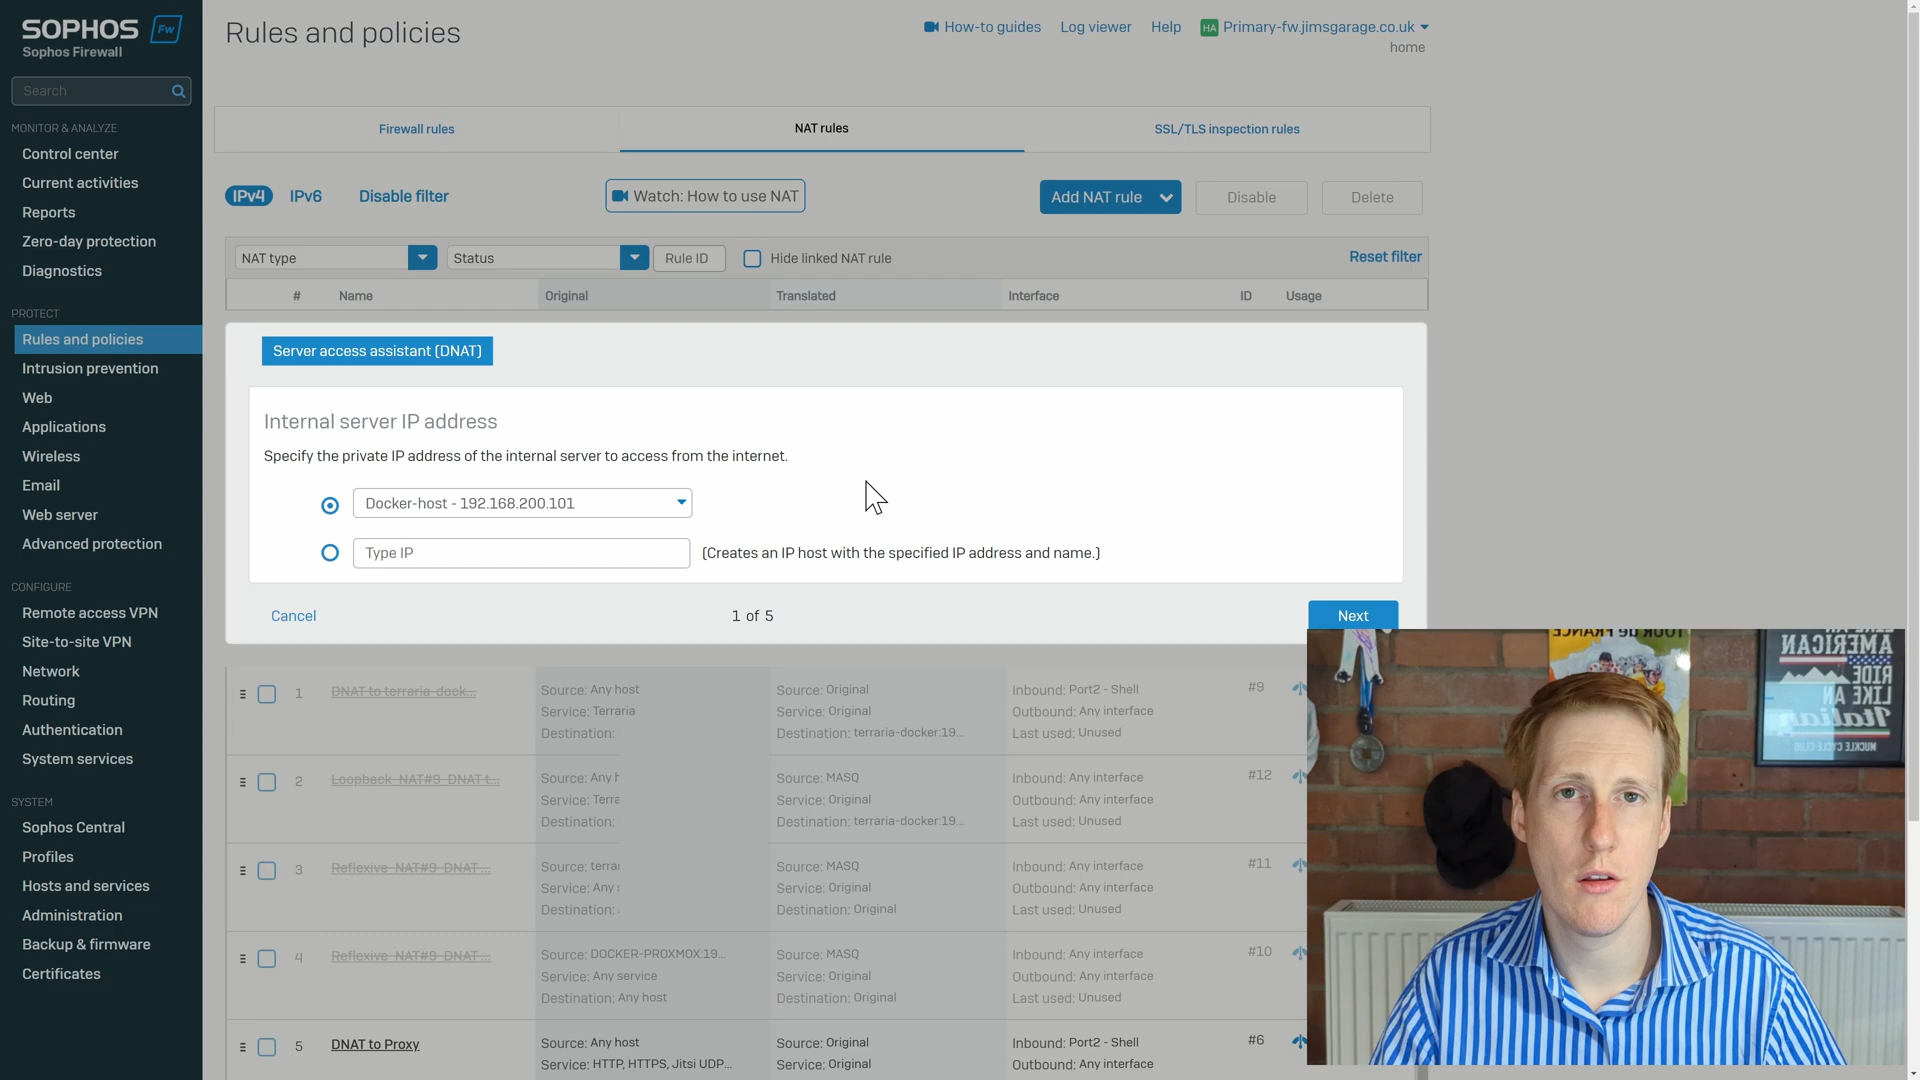 SOPHOS Fw
Sophos Firewall
Search
MONITOR & ANALYZE
Control center
Current activities
Reports
Zero-day protection
Diagnostics
PROTECT
Rules and policies
Intrusion prevention
Web
Applications
Wireless
Email
Web server
Advanced protection
CONFIGURE
Remote access VPN
Site-to-site VPN
Network
Routing
Authentication
System services
SYSTEM
Sophos Central
Profiles
Hosts and services
Administration
Backup & firmware
Certificates
Rules and policies
How-to guides Log viewer Help HA Primary-fw.jimsgarage.co.uk
home
Firewall rules NAT rules SSL/TLS inspection rules
IPv4 IPv6 Disable filter Watch: How to use NAT Add NAT rule Disable Delete
NAT type Status Rule ID Hide linked NAT rule Reset filter
# Name Original Translated Interface ID Usage
Server access assistant (DNAT)
Internal server IP address
Specify the private IP address of the internal server to access from the internet.
Docker-host - 192.168.200.101
Type IP (Creates an IP host with the specified IP address and name.)
Cancel 1 of 5 Next
1 DNAT to terraria-dock... Source: Any host Source: Original Inbound: Port2 - Shell #9
Service: Terraria Service: Original Outbound: Any interface
Destination: Destination: terraria-docker:19... Last used: Unused
2 Loopback_NAT#9_DNAT t... Source: Any h Source: MASQ Inbound: Any interface #12
Service: Terra Service: Original Outbound: Any interface
Destination: Destination: terraria-docker:19... Last used: Unused
3 Reflexive_NAT#9_DNAT ... Source: terrar Source: MASQ Inbound: Any interface #11
Service: Any s Service: Original Outbound: Any interface
Destination: Destination: Original Last used: Unused
4 Reflexive_NAT#9_DNAT ... Source: DOCKER-PROXMOX:19... Source: MASQ Inbound: Any interface #10
Service: Any service Service: Original Outbound: Any interface
Destination: Any host Destination: Original Last used: Unused
5 DNAT to Proxy Source: Any host Source: Original Inbound: Port2 - Shell #6
Service: HTTP, HTTPS, Jitsi UDP... Service: Original Outbound: Any interface
TOUR de FRANCE
AMERICAN
RIDE
LIKE AN
Italian
MUCKLE CYCLE CLUB